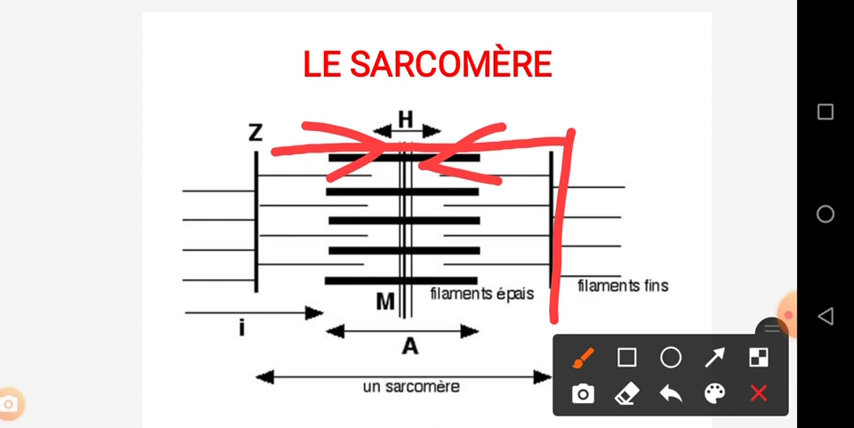 LE SARCOMÈRE
H
Z
M
filaments épais
filaments fins
i
A
un sarcomère